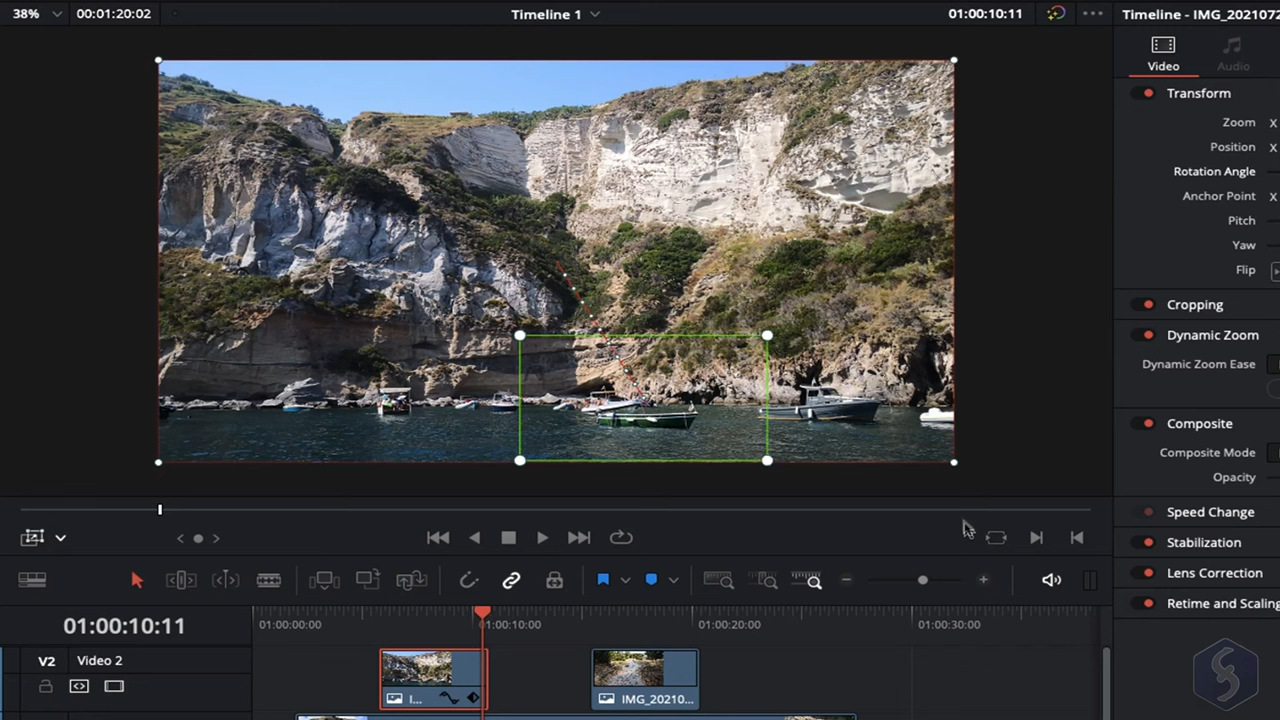 38% 00:01:20:02 Timeline 1 01:00:10:11 Timeline - IMG_2021072
Video Audio
Transform
Zoom X
Position X
Rotation Angle
Anchor Point X
Pitch
Yaw
Flip
Cropping
Dynamic Zoom
Dynamic Zoom Ease
Composite
Composite Mode
Opacity
Speed Change
Stabilization
Lens Correction
Retime and Scaling
01:00:10:11 01:00:00:00 01:00:10:00 01:00:20:00 01:00:30:00
V2 Video 2
I... IMG_20210...